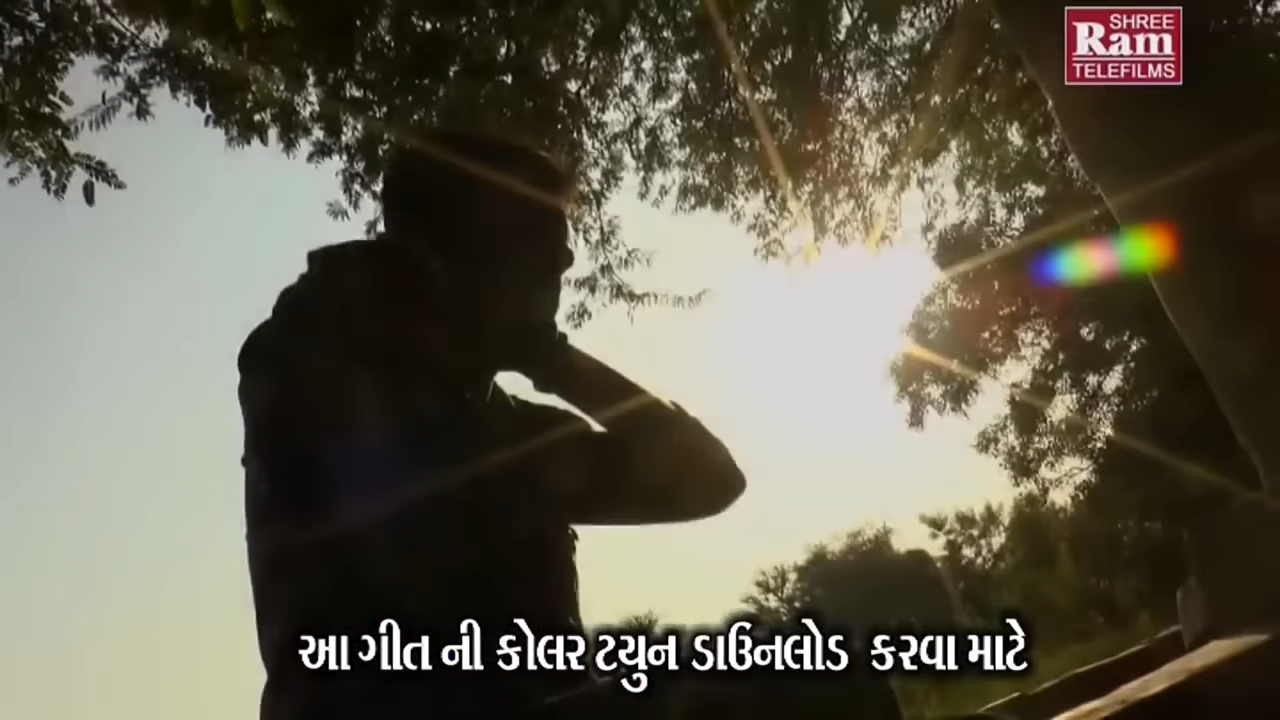 SHREE
Ram
TELEFILMS
આ ગીત ની કોલર ટયુન ડાઉનલોડ કરવા માટે